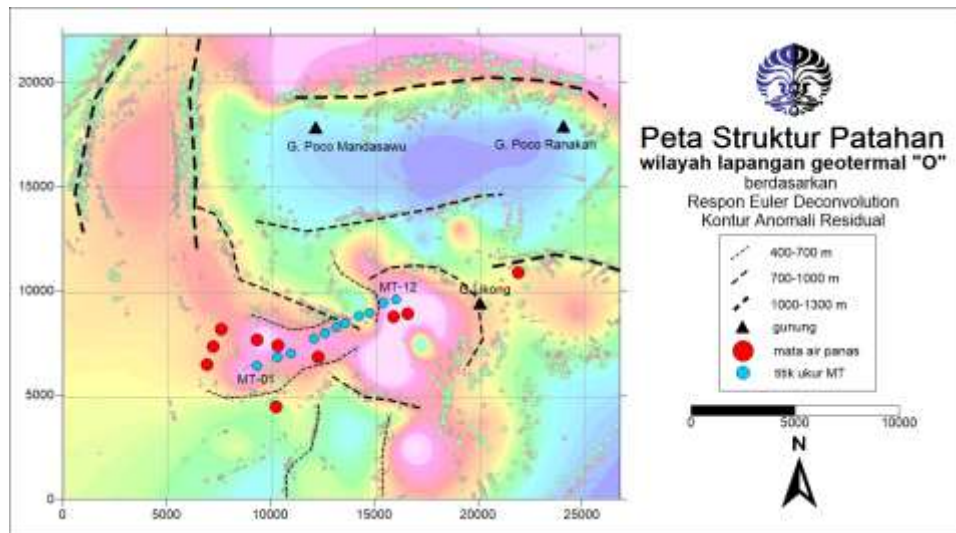 Peta Struktur Patahan
wilayah lapangan geotermal "O"
berdasarkan
Respon Euler Deconvolution
Kontur Anomali Residual
400-700 m
700-1000 m
1000-1300 m
gunung
mata air panas
titik ukur MT
0 5000 10000
N
20000
15000
10000
5000
0
0 5000 10000 15000 20000 25000
G. Poco Mandasawu
G. Poco Ranakah
MT-12
G.Likong
MT-01